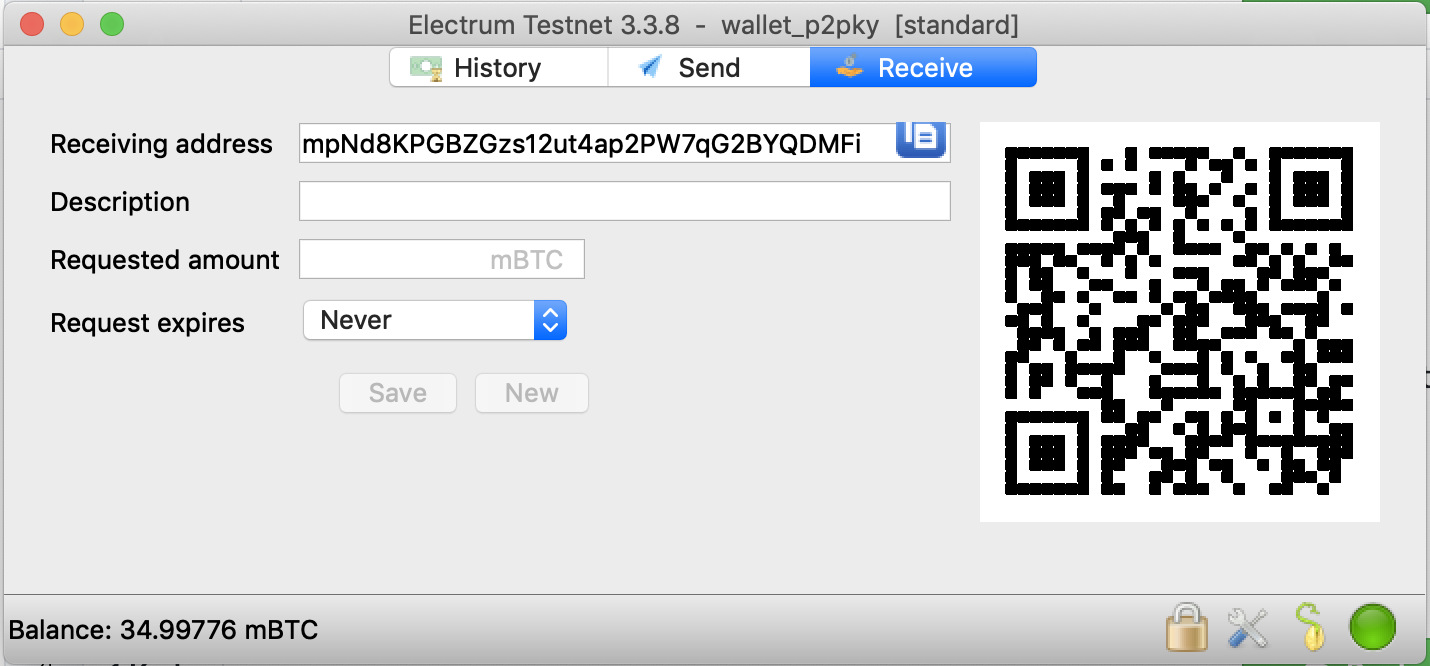 Electrum Testnet 3.3.8 - wallet_p2pky [standard]
History Send Receive
Receiving address mpNd8KPGBZGzs12ut4ap2PW7qG2BYQDMFi
Description
Requested amount mBTC
Request expires Never
Save New
Balance: 34.99776 mBTC